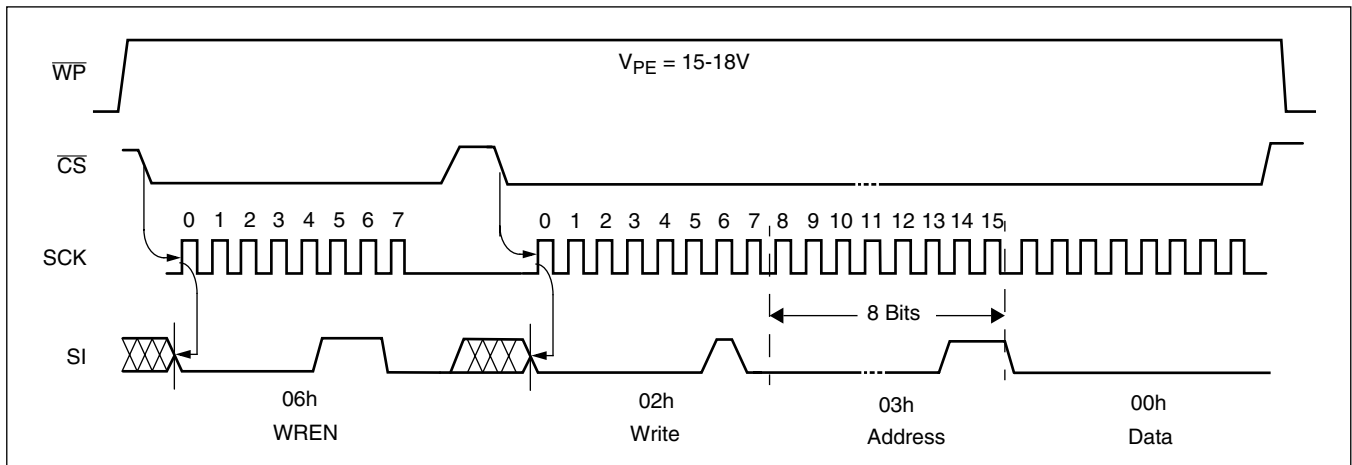 WP
V_PE = 15-18V
CS
0 1 2 3 4 5 6 7 0 1 2 3 4 5 6 7 8 9 10 11 12 13 14 15
SCK
8 Bits
SI
06h 02h 03h 00h
WREN Write Address Data